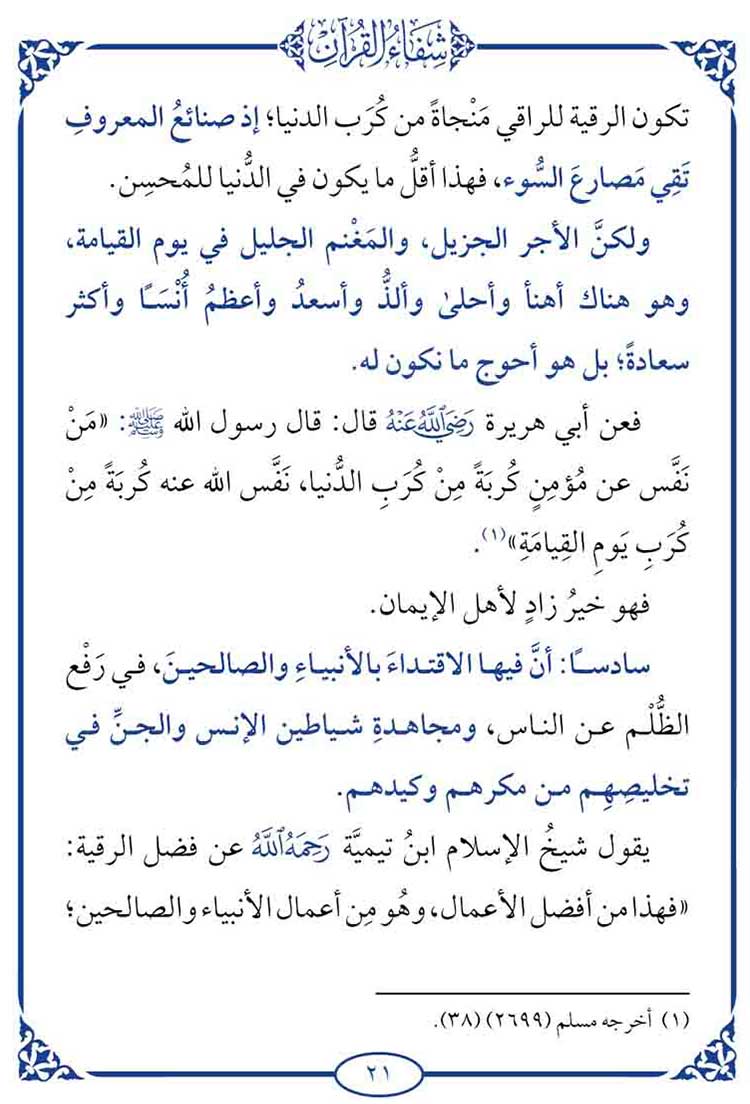 شِفَاءُ القُرْآن
تكون الرقية للراقي مَنْجاةً من كُرَب الدنيا؛ إذ صنائعُ المعروفِ
تَقِي مَصارعَ السُّوء، فهذا أقلُّ ما يكون في الدُّنيا للمُحسِن.
ولكنَّ الأجر الجزيل، والمَغْنم الجليل في يوم القيامة،
وهو هناك أهنأ وأحلىٰ وألذُّ وأسعدُ وأعظمُ أُنْسًا وأكثر
سعادةً؛ بل هو أحوج ما نكون له.
فعن أبي هريرة رَضِيَ ٱللَّهُ عَنْهُ قال: قال رسول الله ﷺ: «مَنْ
نَفَّس عن مُؤمِنٍ كُربَةً مِنْ كُرَبِ الدُّنيا، نَفَّس الله عنه كُربَةً مِنْ
كُرَبِ يَومِ القِيامَةِ»(١).
فهو خيرُ زادٍ لأهل الإيمان.
سادسًا: أنَّ فيها الاقتداءَ بالأنبياءِ والصالحينَ، في رَفْع
الظُّلْم عن الناس، ومجاهدةِ شياطين الإنس والجنِّ في
تخليصِهِم من مكرهم وكيدهم.
يقول شيخُ الإسلام ابنُ تيميَّة رَحِمَهُ ٱللَّهُ عن فضل الرقية:
«فهذا من أفضل الأعمال، وهُو مِن أعمال الأنبياء والصالحين؛
(١) أخرجه مسلم (٢٦٩٩) (٣٨).
٢١